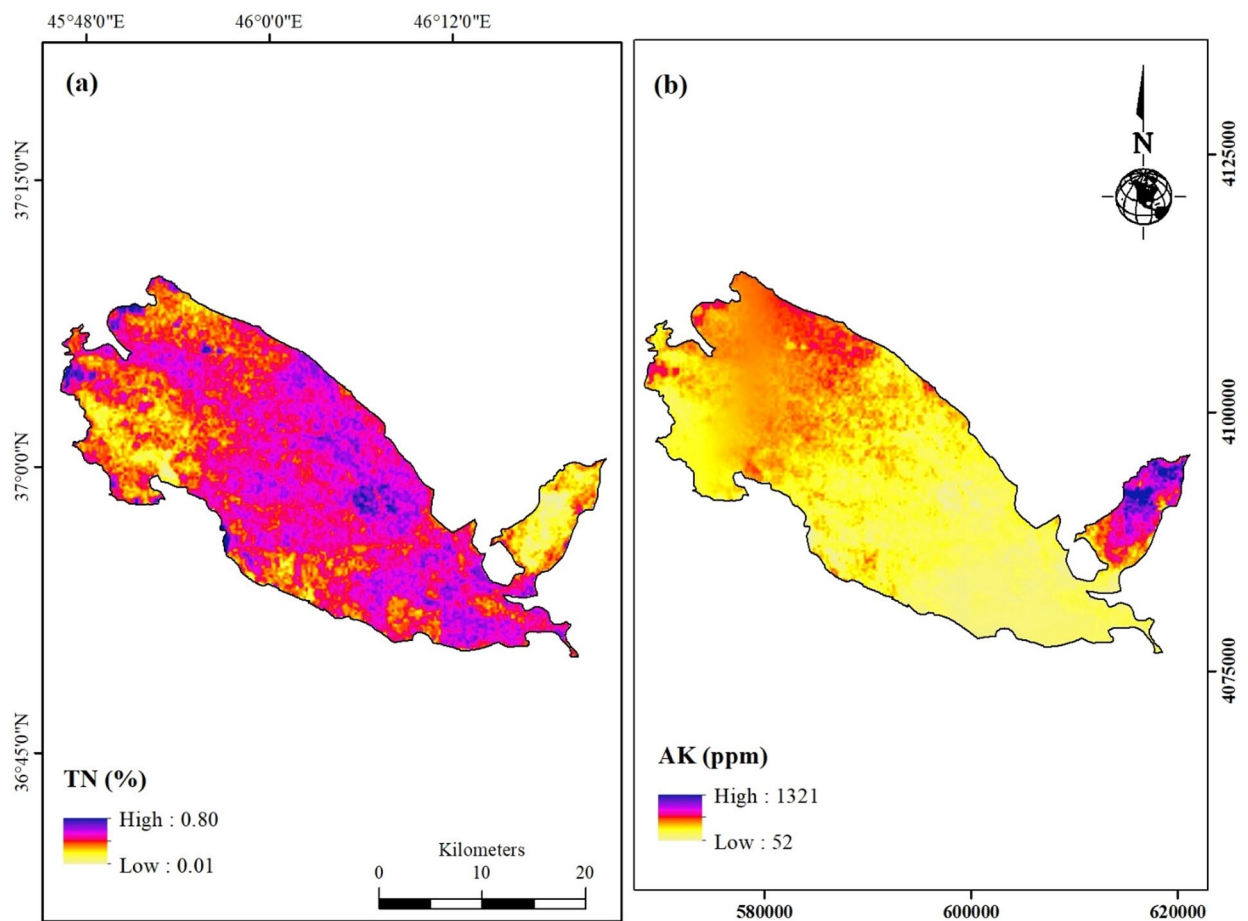 45°48'0"E 46°0'0"E 46°12'0"E
(a)
37°15'0"N
37°0'0"N
36°45'0"N
TN (%)
High : 0.80
Low : 0.01
Kilometers
0 10 20
(b)
N
4125000
4100000
4075000
AK (ppm)
High : 1321
Low : 52
580000 600000 620000